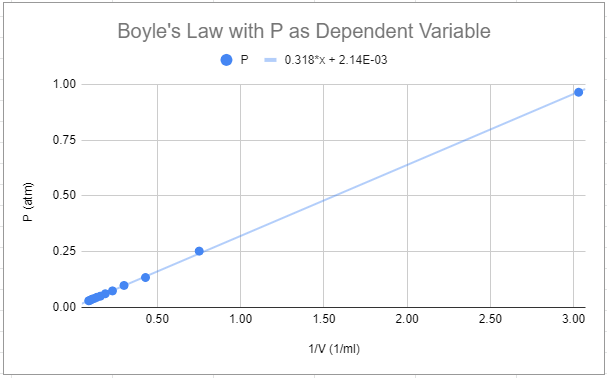 Boyle's Law with P as Dependent Variable
P 0.318*x + 2.14E-03
1.00
0.75
0.50
0.25
0.00
P (atm)
0.50 1.00 1.50 2.00 2.50 3.00
1/V (1/ml)